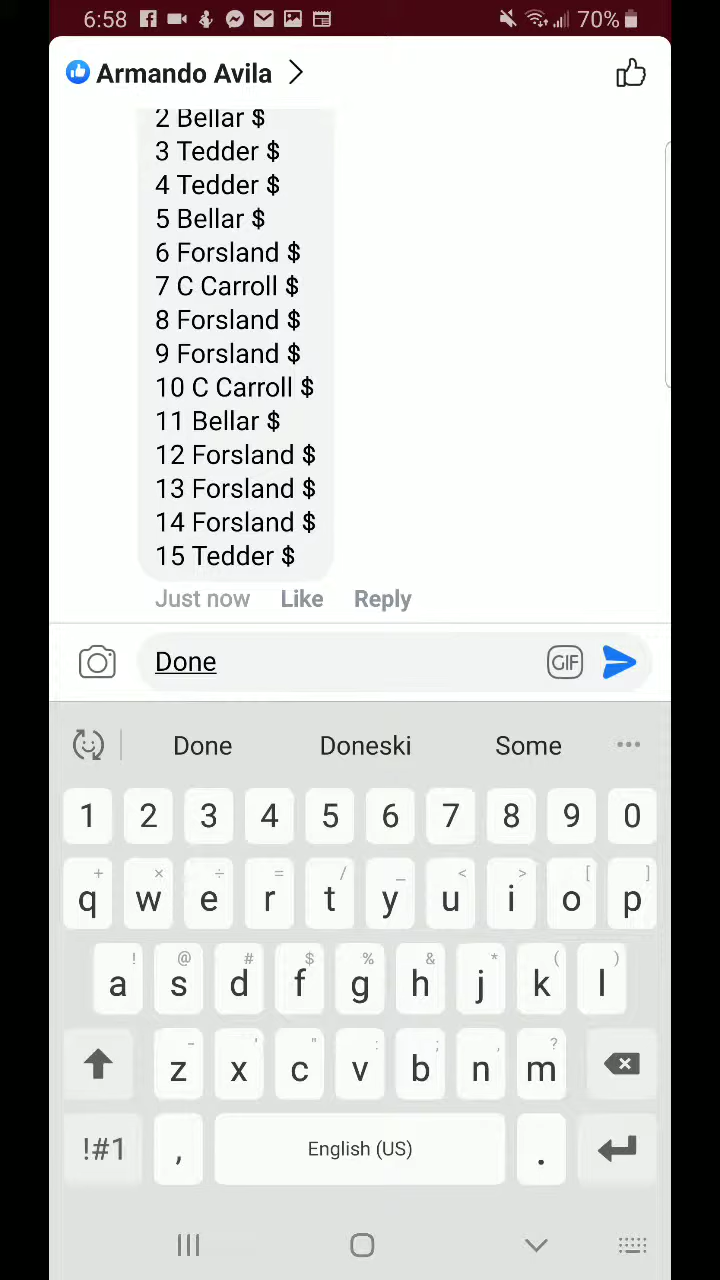 6:58
70%
Armando Avila
2 Bellar $
3 Tedder $
4 Tedder $
5 Bellar $
6 Forsland $
7 C Carroll $
8 Forsland $
9 Forsland $
10 C Carroll $
11 Bellar $
12 Forsland $
13 Forsland $
14 Forsland $
15 Tedder $
Just now Like Reply
Done GIF
Done Doneski Some
1 2 3 4 5 6 7 8 9 0
+ × ÷ = / _ < > [ ]
q w e r t y u i o p
! @ # $ % & * ( )
a s d f g h j k l
- ' " : ; , ?
z x c v b n m
!#1 , English (US) .